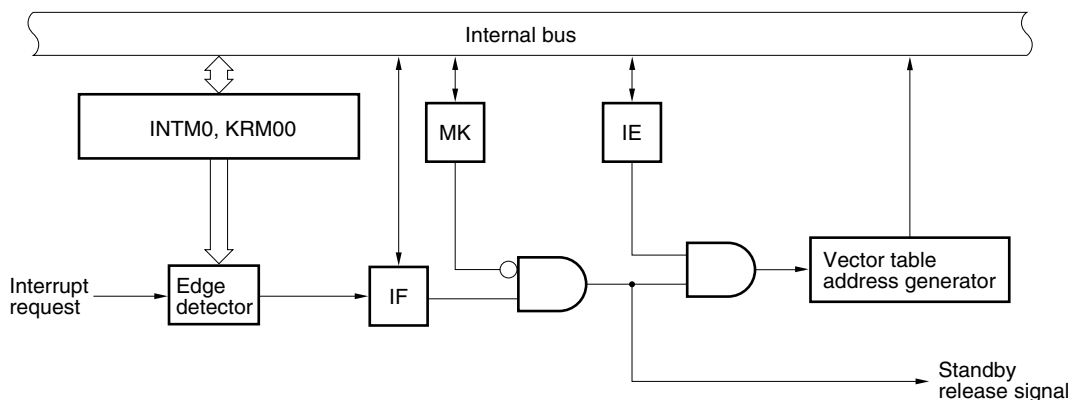 Internal bus
INTM0, KRM00
MK
IE
Interrupt
request
Edge
detector
IF
Vector table
address generator
Standby
release signal